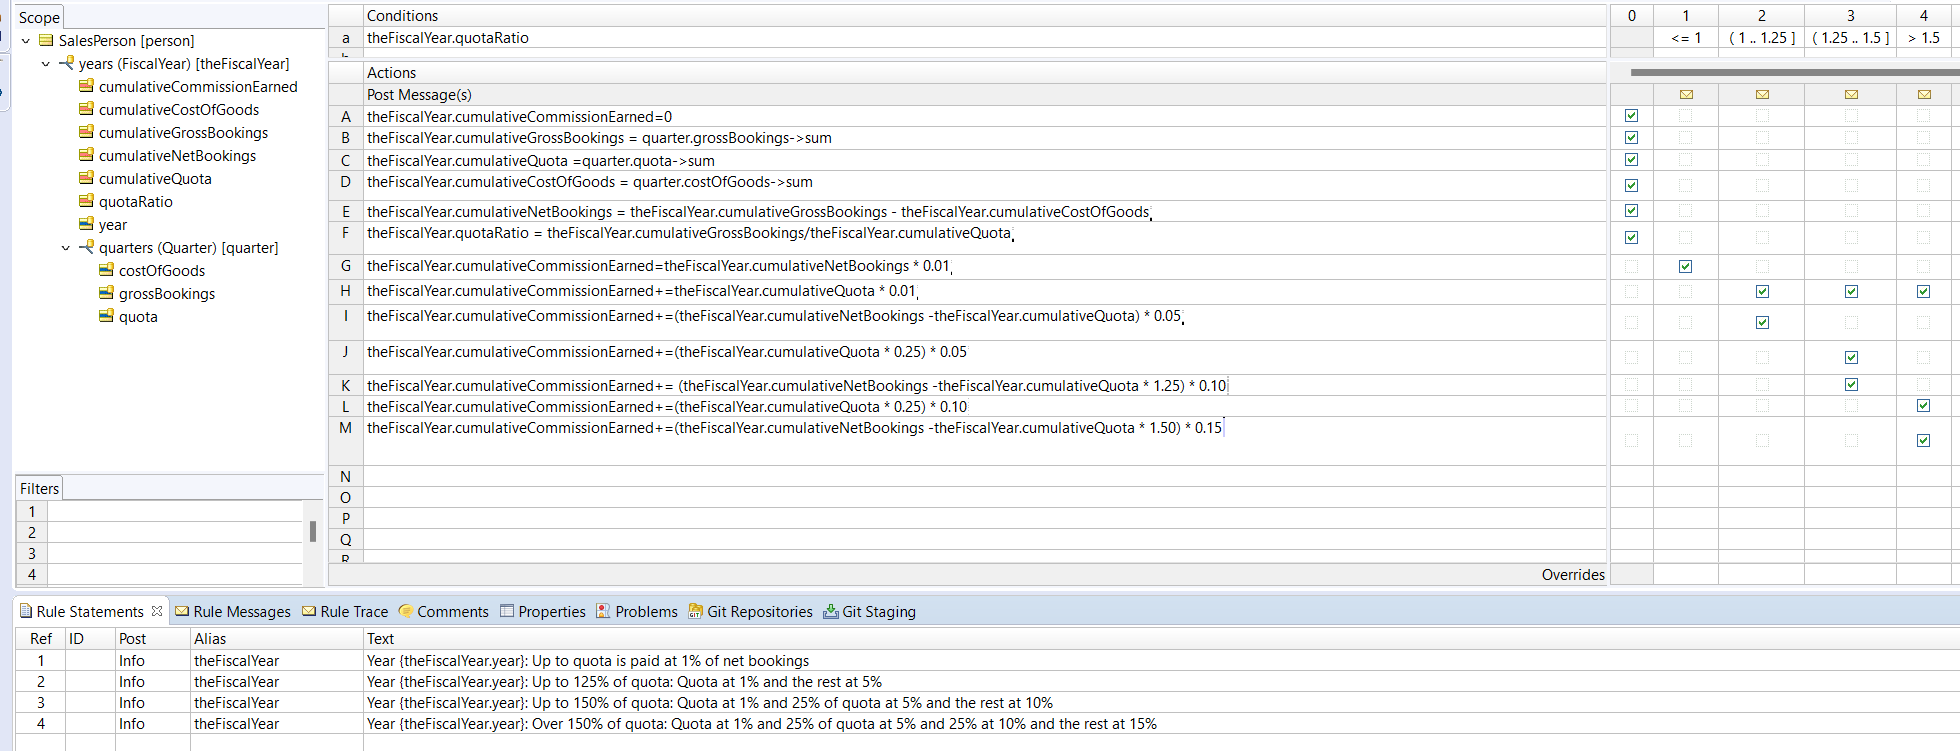 Scope
SalesPerson [person]
years (FiscalYear) [theFiscalYear]
cumulativeCommissionEarned
cumulativeCostOfGoods
cumulativeGrossBookings
cumulativeNetBookings
cumulativeQuota
quotaRatio
year
quarters (Quarter) [quarter]
costOfGoods
grossBookings
quota
Filters
1
2
3
4
Conditions
a theFiscalYear.quotaRatio
0 1 2 3 4
<= 1 ( 1 .. 1.25 ] ( 1.25 .. 1.5 ] > 1.5
Actions
Post Message(s)
A theFiscalYear.cumulativeCommissionEarned=0
B theFiscalYear.cumulativeGrossBookings = quarter.grossBookings->sum
C theFiscalYear.cumulativeQuota =quarter.quota->sum
D theFiscalYear.cumulativeCostOfGoods = quarter.costOfGoods->sum
E theFiscalYear.cumulativeNetBookings = theFiscalYear.cumulativeGrossBookings - theFiscalYear.cumulativeCostOfGoods
F theFiscalYear.quotaRatio = theFiscalYear.cumulativeGrossBookings/theFiscalYear.cumulativeQuota
G theFiscalYear.cumulativeCommissionEarned=theFiscalYear.cumulativeNetBookings * 0.01
H theFiscalYear.cumulativeCommissionEarned+=theFiscalYear.cumulativeQuota * 0.01
I theFiscalYear.cumulativeCommissionEarned+=(theFiscalYear.cumulativeNetBookings -theFiscalYear.cumulativeQuota) * 0.05
J theFiscalYear.cumulativeCommissionEarned+=(theFiscalYear.cumulativeQuota * 0.25) * 0.05
K theFiscalYear.cumulativeCommissionEarned+= (theFiscalYear.cumulativeNetBookings -theFiscalYear.cumulativeQuota * 1.25) * 0.10
L theFiscalYear.cumulativeCommissionEarned+=(theFiscalYear.cumulativeQuota * 0.25) * 0.10
M theFiscalYear.cumulativeCommissionEarned+=(theFiscalYear.cumulativeNetBookings -theFiscalYear.cumulativeQuota * 1.50) * 0.15
N
O
P
Q
R
Overrides
Rule Statements Rule Messages Rule Trace Comments Properties Problems Git Repositories Git Staging
Ref ID Post Alias Text
1 Info theFiscalYear Year {theFiscalYear.year}: Up to quota is paid at 1% of net bookings
2 Info theFiscalYear Year {theFiscalYear.year}: Up to 125% of quota: Quota at 1% and the rest at 5%
3 Info theFiscalYear Year {theFiscalYear.year}: Up to 150% of quota: Quota at 1% and 25% of quota at 5% and the rest at 10%
4 Info theFiscalYear Year {theFiscalYear.year}: Over 150% of quota: Quota at 1% and 25% of quota at 5% and 25% at 10% and the rest at 15%